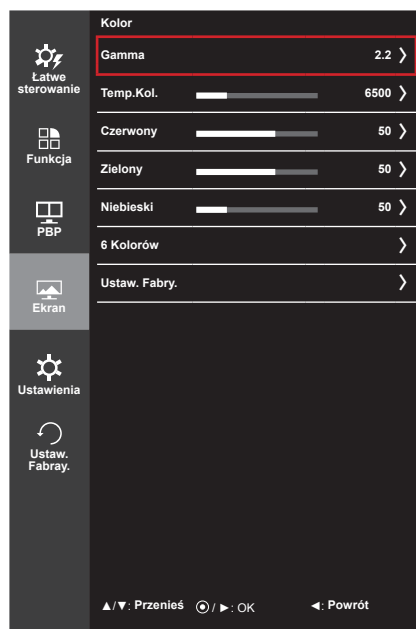 Łatwe
sterowanie
Funkcja
PBP
Ekran
Ustawienia
Ustaw.
Fabray.
Kolor
Gamma 2.2
Temp.Kol. 6500
Czerwony 50
Zielony 50
Niebieski 50
6 Kolorów
Ustaw. Fabry.
▲/▼: Przenieś ◉ / ►: OK ◄: Powrót